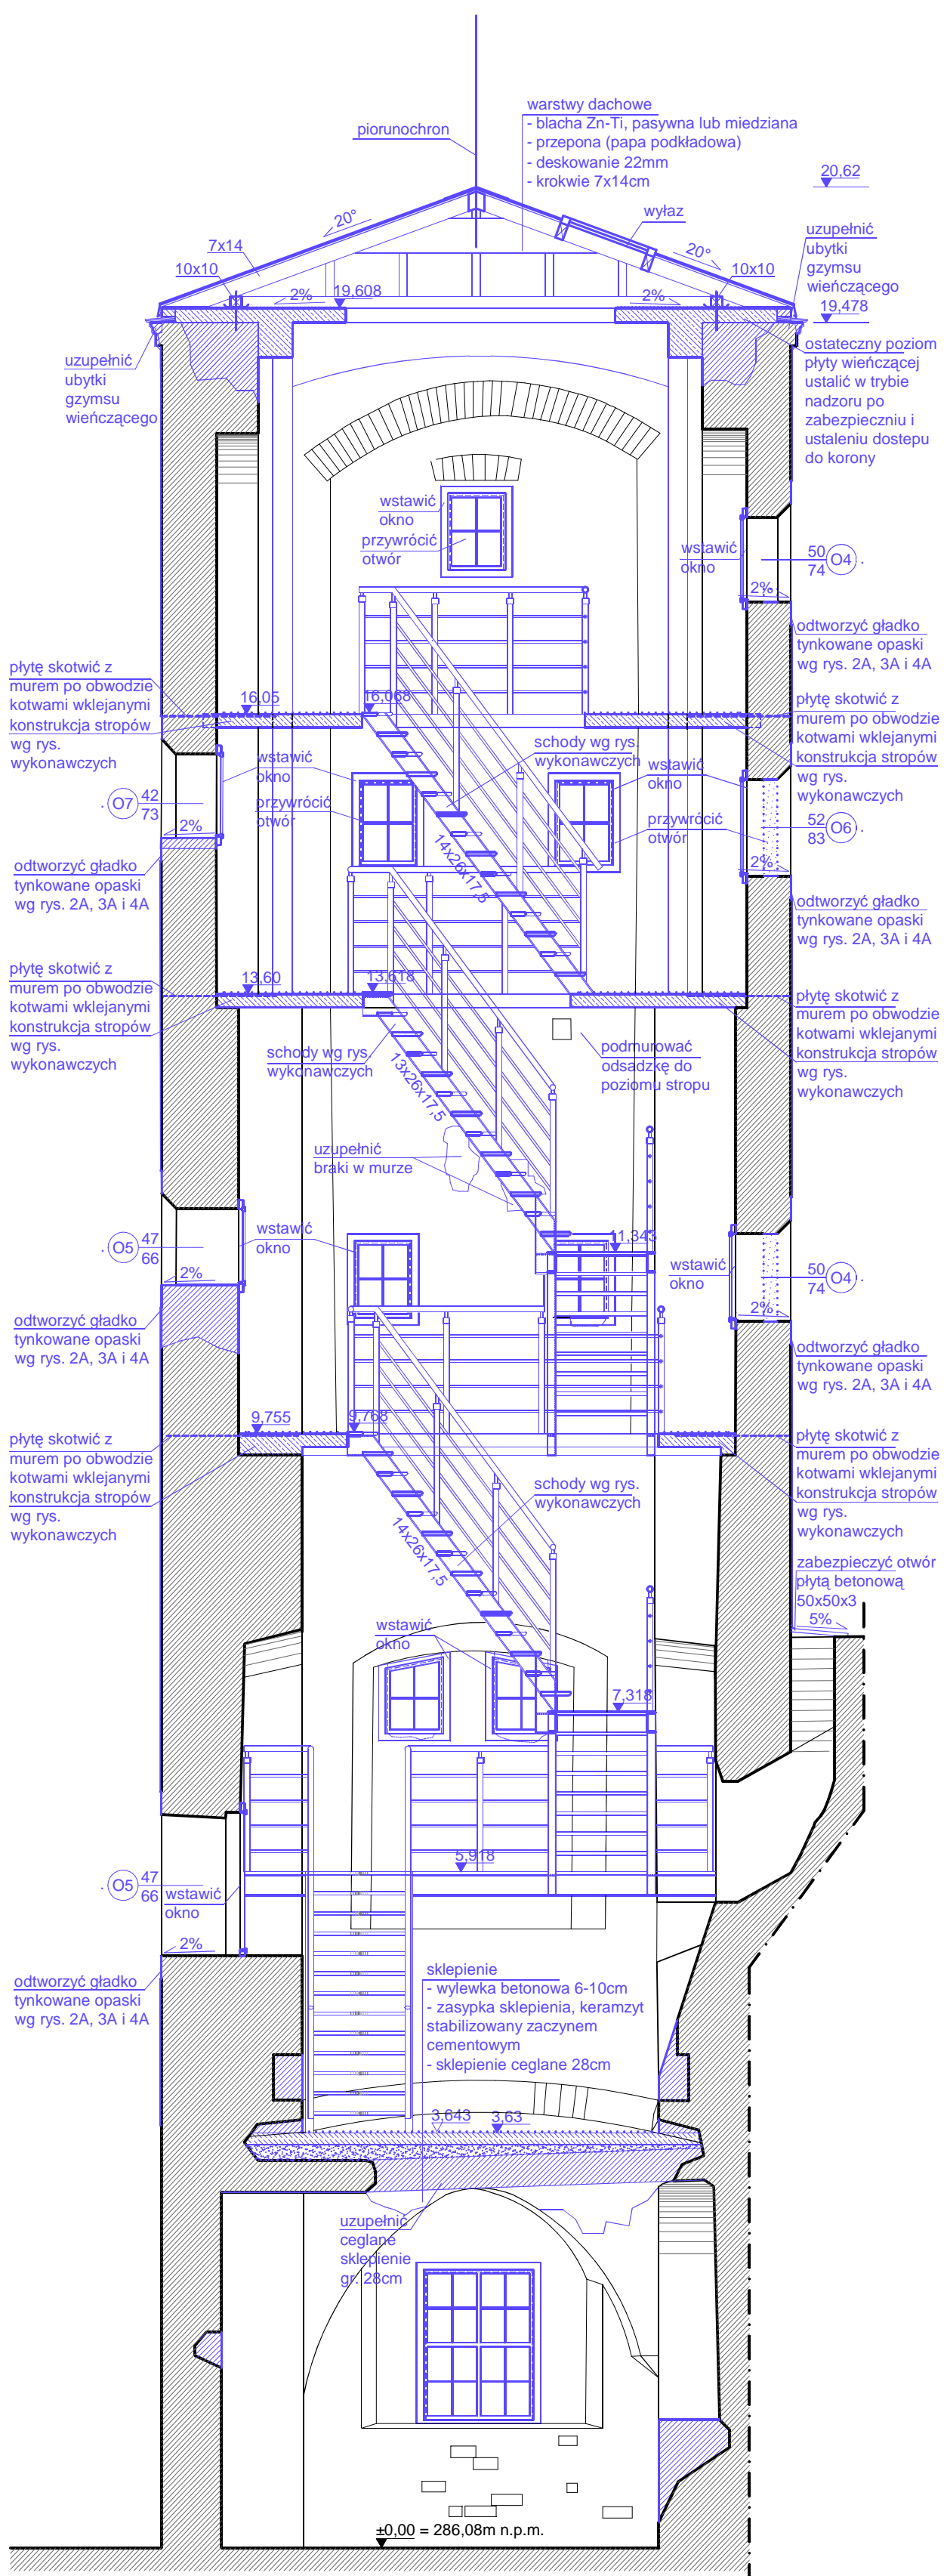 warstwy dachowe
- blacha Zn-Ti, pasywna lub miedziana
- przepona (papa podkładowa)
- deskowanie 22mm
- krokwie 7x14cm
piorunochron
20,62
wyłaz
20°
20°
7x14
10x10
10x10
uzupełnić
ubytki
gzymsu
wieńczącego
19,478
2%
19,608
2%
uzupełnić
ubytki
gzymsu
wieńczącego
ostateczny poziom
płyty wieńczącej
ustalić w trybie
nadzoru po
zabezpieczniu i
ustaleniu dostepu
do korony
wstawić
okno
przywrócić
otwór
wstawić
okno
50
74
O4
2%
odtworzyć gładko
tynkowane opaski
wg rys. 2A, 3A i 4A
płytę skotwić z
murem po obwodzie
kotwami wklejanymi
konstrukcja stropów
wg rys.
wykonawczych
16,05
16,068
płytę skotwić z
murem po obwodzie
kotwami wklejanymi
konstrukcja stropów
wg rys.
wykonawczych
schody wg rys.
wykonawczych
wstawić
okno
przywrócić
otwór
wstawić
okno
przywrócić
otwór
O7
42
73
2%
52
83
O6
2%
14x26x17,5
odtworzyć gładko
tynkowane opaski
wg rys. 2A, 3A i 4A
odtworzyć gładko
tynkowane opaski
wg rys. 2A, 3A i 4A
płytę skotwić z
murem po obwodzie
kotwami wklejanymi
konstrukcja stropów
wg rys.
wykonawczych
13,60
13,618
płytę skotwić z
murem po obwodzie
kotwami wklejanymi
konstrukcja stropów
wg rys.
wykonawczych
schody wg rys.
wykonawczych
13x26x17,5
podmurować
odsadzkę do
poziomu stropu
uzupełnić
braki w murze
wstawić
okno
11,343
wstawić
okno
O5
47
66
2%
50
74
O4
2%
odtworzyć gładko
tynkowane opaski
wg rys. 2A, 3A i 4A
odtworzyć gładko
tynkowane opaski
wg rys. 2A, 3A i 4A
9,755
9,768
płytę skotwić z
murem po obwodzie
kotwami wklejanymi
konstrukcja stropów
wg rys.
wykonawczych
płytę skotwić z
murem po obwodzie
kotwami wklejanymi
konstrukcja stropów
wg rys.
wykonawczych
schody wg rys.
wykonawczych
14x26x17,5
zabezpieczyć otwór
płytą betonową
50x50x3
5%
wstawić
okno
7,318
5,918
O5
47
66
wstawić
okno
2%
odtworzyć gładko
tynkowane opaski
wg rys. 2A, 3A i 4A
sklepienie
- wylewka betonowa 6-10cm
- zasypka sklepienia, keramzyt
stabilizowany zaczynem
cementowym
- sklepienie ceglane 28cm
3,643
3,63
uzupełnić
ceglane
sklepienie
gr. 28cm
±0,00 = 286,08m n.p.m.